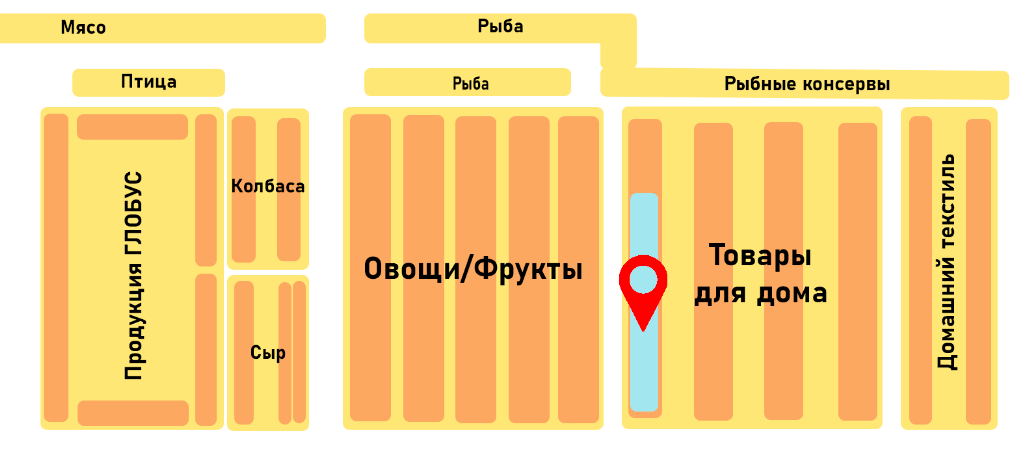 Мясо
Рыба
Птица
Рыба
Рыбные консервы
Продукция ГЛОБУС
Колбаса
Сыр
Овощи/Фрукты
Товары
для дома
Домашний текстиль